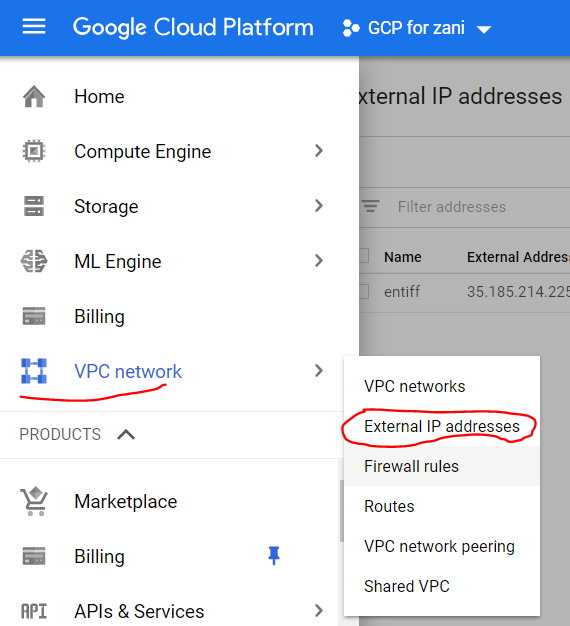 Google Cloud Platform GCP for zani
Home
Compute Engine
Storage
ML Engine
Billing
VPC network
PRODUCTS
Marketplace
Billing
APIs & Services
xternal IP addresses
Filter addresses
Name External Addres
entiff 35.185.214.225
VPC networks
External IP addresses
Firewall rules
Routes
VPC network peering
Shared VPC
API